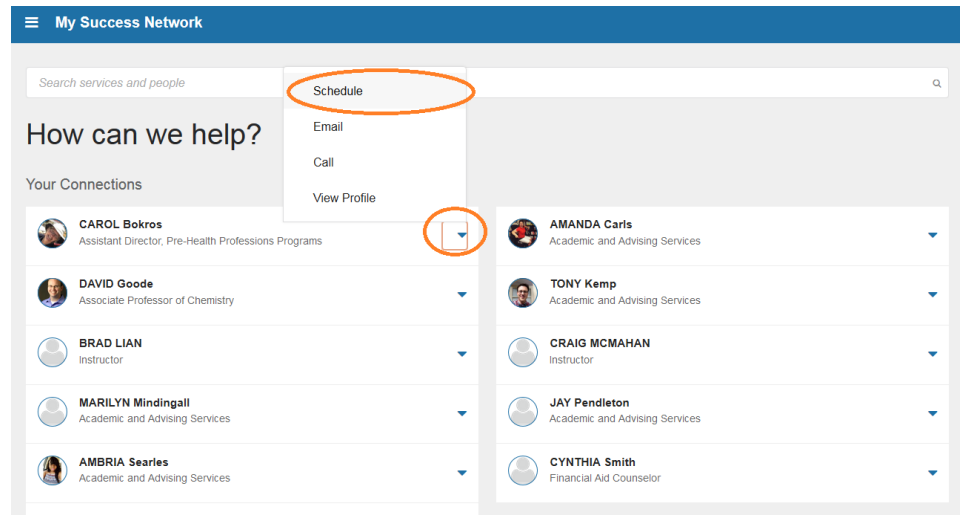 My Success Network
Search services and people
Schedule
Email
Call
View Profile
How can we help?
Your Connections
CAROL Bokros
Assistant Director, Pre-Health Professions Programs
AMANDA Carls
Academic and Advising Services
DAVID Goode
Associate Professor of Chemistry
TONY Kemp
Academic and Advising Services
BRAD LIAN
Instructor
CRAIG MCMAHAN
Instructor
MARILYN Mindingall
Academic and Advising Services
JAY Pendleton
Academic and Advising Services
AMBRIA Searles
Academic and Advising Services
CYNTHIA Smith
Financial Aid Counselor